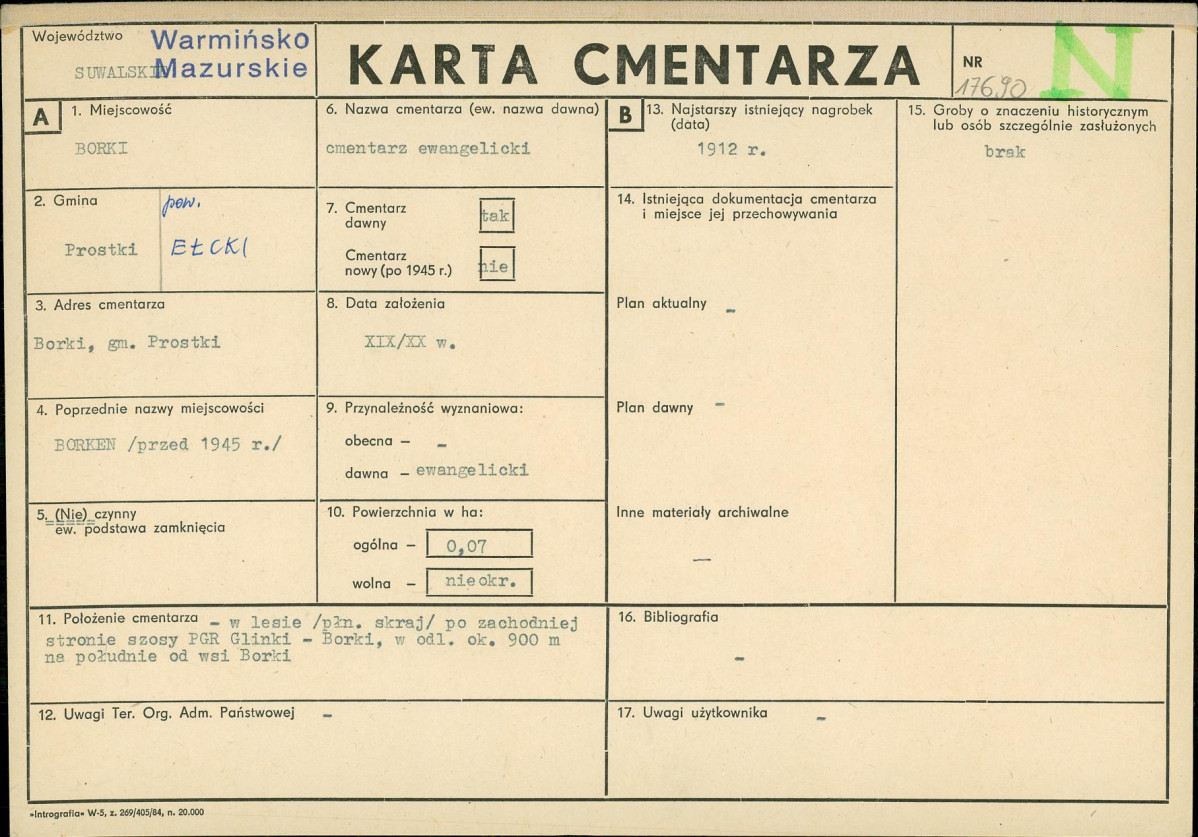 Województwo
SUWALSKIE
Warmińsko
Mazurskie
KARTA CMENTARZA
NR
17690
N
A
1. Miejscowość
BORKI
2. Gmina
Prostki
pow.
EŁCKI
3. Adres cmentarza
Borki, gm. Prostki
4. Poprzednie nazwy miejscowości
BORKEN /przed 1945 r./
5. (Nie) czynny
ew. podstawa zamknięcia
6. Nazwa cmentarza (ew. nazwa dawna)
cmentarz ewangelicki
7. Cmentarz
dawny
tak
Cmentarz
nowy (po 1945 r.)
nie
8. Data założenia
XIX/XX w.
9. Przynależność wyznaniowa:
obecna — -
dawna — ewangelicki
10. Powierzchnia w ha:
ogólna — 0,07
wolna — nie okr.
11. Położenie cmentarza - w lesie /płn. skraj/ po zachodniej
stronie szosy PGR Glinki - Borki, w odl. ok. 900 m
na południe od wsi Borki
12. Uwagi Ter. Org. Adm. Państwowej -
B
13. Najstarszy istniejący nagrobek
(data)
1912 r.
14. Istniejąca dokumentacja cmentarza
i miejsce jej przechowywania
Plan aktualny -
Plan dawny -
Inne materiały archiwalne
—
15. Groby o znaczeniu historycznym
lub osób szczególnie zasłużonych
brak
16. Bibliografia
-
17. Uwagi użytkownika -
»Intrografia« W-5, z. 269/405/84, n. 20.000